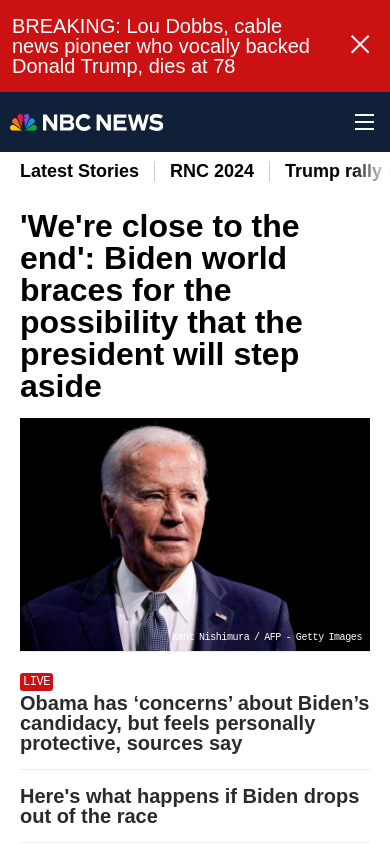 BREAKING: Lou Dobbs, cable
news pioneer who vocally backed
Donald Trump, dies at 78
NBC NEWS
Latest Stories RNC 2024 Trump rally
'We're close to the
end': Biden world
braces for the
possibility that the
president will step
aside
Kent Nishimura / AFP - Getty Images
LIVE
Obama has ‘concerns’ about Biden’s
candidacy, but feels personally
protective, sources say
Here's what happens if Biden drops
out of the race